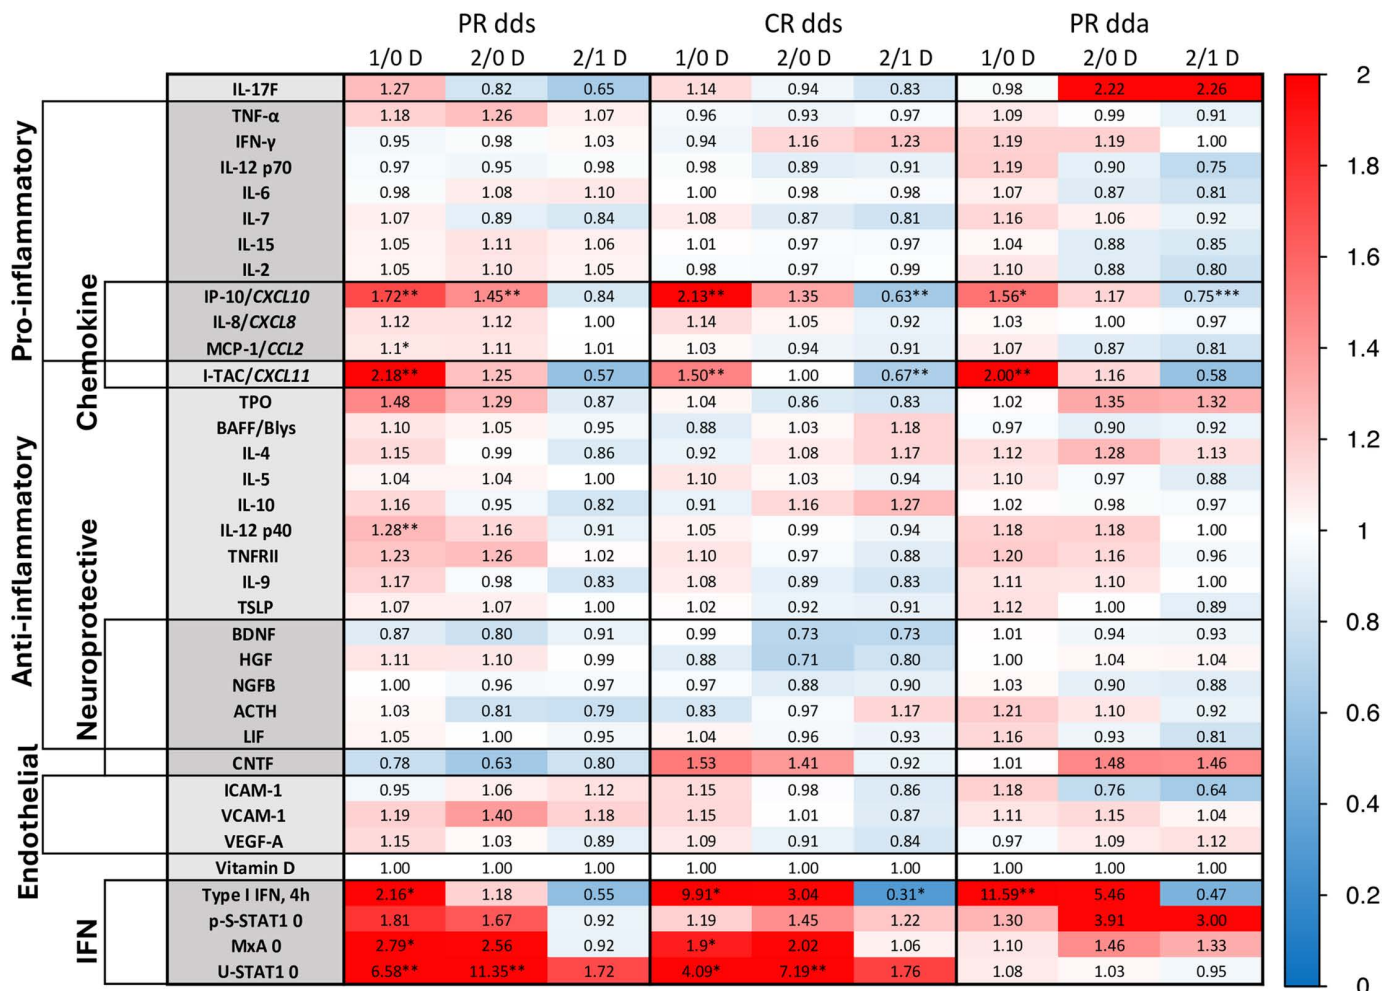 PR dds CR dds PR dda
1/0 D 2/0 D 2/1 D 1/0 D 2/0 D 2/1 D 1/0 D 2/0 D 2/1 D
IL-17F 1.27 0.82 0.65 1.14 0.94 0.83 0.98 2.22 2.26
TNF-α 1.18 1.26 1.07 0.96 0.93 0.97 1.09 0.99 0.91
IFN-γ 0.95 0.98 1.03 0.94 1.16 1.23 1.19 1.19 1.00
IL-12 p70 0.97 0.95 0.98 0.98 0.89 0.91 1.19 0.90 0.75
IL-6 0.98 1.08 1.10 1.00 0.98 0.98 1.07 0.87 0.81
IL-7 1.07 0.89 0.84 1.08 0.87 0.81 1.16 1.06 0.92
IL-15 1.05 1.11 1.06 1.01 0.97 0.97 1.04 0.88 0.85
IL-2 1.05 1.10 1.05 0.98 0.97 0.99 1.10 0.88 0.80
IP-10/CXCL10 1.72** 1.45** 0.84 2.13** 1.35 0.63** 1.56* 1.17 0.75***
IL-8/CXCL8 1.12 1.12 1.00 1.14 1.05 0.92 1.03 1.00 0.97
MCP-1/CCL2 1.1* 1.11 1.01 1.03 0.94 0.91 1.07 0.87 0.81
I-TAC/CXCL11 2.18** 1.25 0.57 1.50** 1.00 0.67** 2.00** 1.16 0.58
TPO 1.48 1.29 0.87 1.04 0.86 0.83 1.02 1.35 1.32
BAFF/Blys 1.10 1.05 0.95 0.88 1.03 1.18 0.97 0.90 0.92
IL-4 1.15 0.99 0.86 0.92 1.08 1.17 1.12 1.28 1.13
IL-5 1.04 1.04 1.00 1.10 1.03 0.94 1.10 0.97 0.88
IL-10 1.16 0.95 0.82 0.91 1.16 1.27 1.02 0.98 0.97
IL-12 p40 1.28** 1.16 0.91 1.05 0.99 0.94 1.18 1.18 1.00
TNFRII 1.23 1.26 1.02 1.10 0.97 0.88 1.20 1.16 0.96
IL-9 1.17 0.98 0.83 1.08 0.89 0.83 1.11 1.10 1.00
TSLP 1.07 1.07 1.00 1.02 0.92 0.91 1.12 1.00 0.89
BDNF 0.87 0.80 0.91 0.99 0.73 0.73 1.01 0.94 0.93
HGF 1.11 1.10 0.99 0.88 0.71 0.80 1.00 1.04 1.04
NGFB 1.00 0.96 0.97 0.97 0.88 0.90 1.03 0.90 0.88
ACTH 1.03 0.81 0.79 0.83 0.97 1.17 1.21 1.10 0.92
LIF 1.05 1.00 0.95 1.04 0.96 0.93 1.16 0.93 0.81
CNTF 0.78 0.63 0.80 1.53 1.41 0.92 1.01 1.48 1.46
ICAM-1 0.95 1.06 1.12 1.15 0.98 0.86 1.18 0.76 0.64
VCAM-1 1.19 1.40 1.18 1.15 1.01 0.87 1.11 1.15 1.04
VEGF-A 1.15 1.03 0.89 1.09 0.91 0.84 0.97 1.09 1.12
Vitamin D 1.00 1.00 1.00 1.00 1.00 1.00 1.00 1.00 1.00
Type I IFN, 4h 2.16* 1.18 0.55 9.91* 3.04 0.31* 11.59** 5.46 0.47
p-S-STAT1 0 1.81 1.67 0.92 1.19 1.45 1.22 1.30 3.91 3.00
MxA 0 2.79* 2.56 0.92 1.9* 2.02 1.06 1.10 1.46 1.33
U-STAT1 0 6.58** 11.35** 1.72 4.09* 7.19** 1.76 1.08 1.03 0.95
Pro-inflammatory
Chemokine
Anti-inflammatory
Neuroprotective
Endothelial
IFN
2
1.8
1.6
1.4
1.2
1
0.8
0.6
0.4
0.2
0